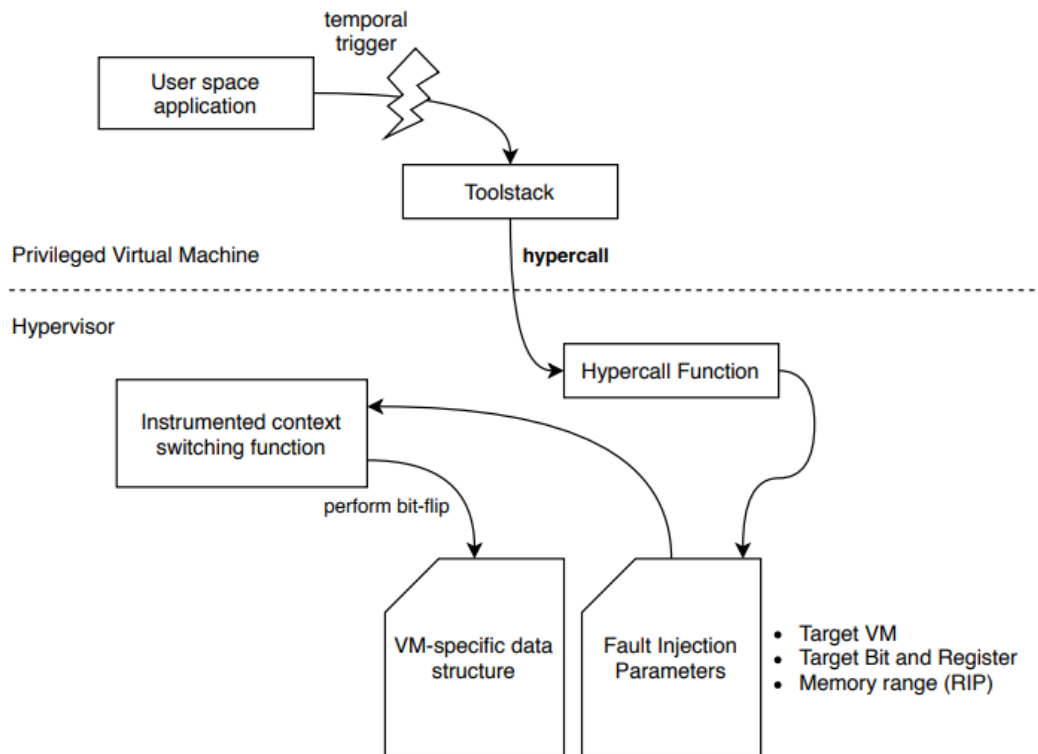 temporal
trigger
User space
application
Toolstack
Privileged Virtual Machine
hypercall
Hypervisor
Hypercall Function
Instrumented context
switching function
perform bit-flip
VM-specific data
structure
Fault Injection
Parameters
• Target VM
• Target Bit and Register
• Memory range (RIP)